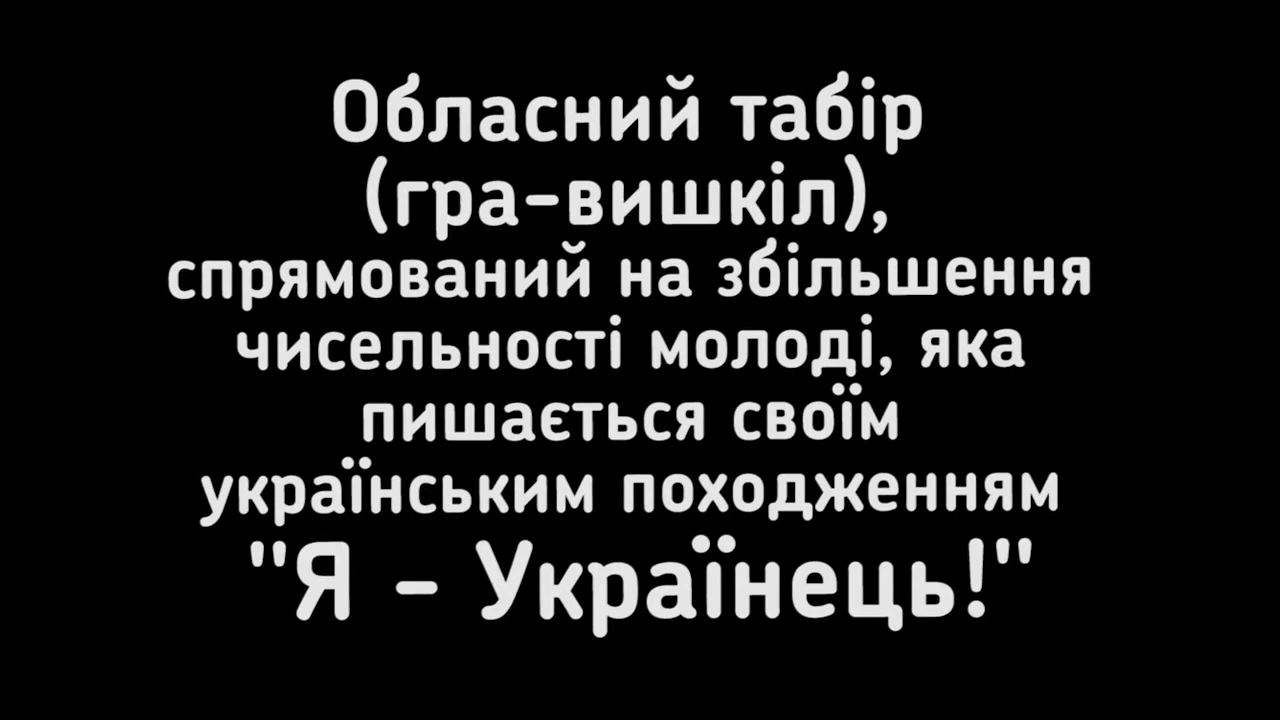 Обласний табір
(гра-вишкіл),
спрямований на збільшення
чисельності молоді, яка
пишається своїм
українським походженням
"Я - Українець!"